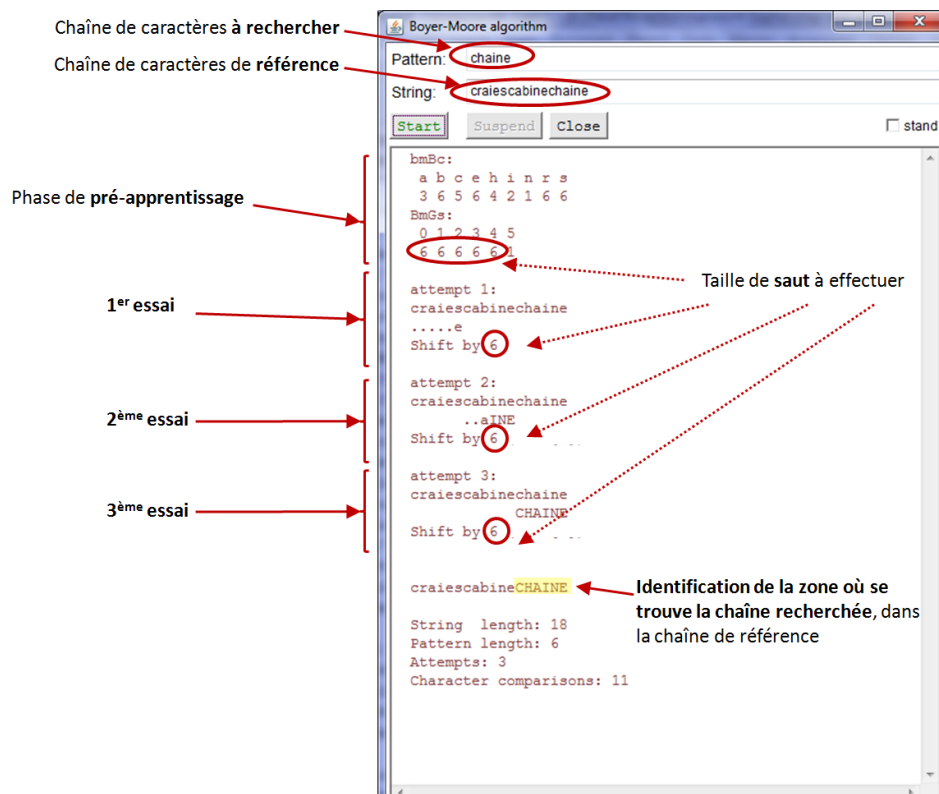 Boyer-Moore algorithm
Chaîne de caractères à rechercher
Pattern: chaine
Chaîne de caractères de référence
String: craiescabinechaine
Start Suspend Close stand
bmBc:
a b c e h i n r s
3 6 5 6 4 2 1 6 6
BmGs:
0 1 2 3 4 5
6 6 6 6 6 1
Phase de pré-apprentissage
Taille de saut à effectuer
1er essai
attempt 1:
craiescabinechaine
.....e
Shift by 6
2ème essai
attempt 2:
craiescabinechaine
..aINE
Shift by 6
3ème essai
attempt 3:
craiescabinechaine
CHAINE
Shift by 6
craiescabineCHAINE
Identification de la zone où se
trouve la chaîne recherchée, dans
la chaîne de référence
String length: 18
Pattern length: 6
Attempts: 3
Character comparisons: 11